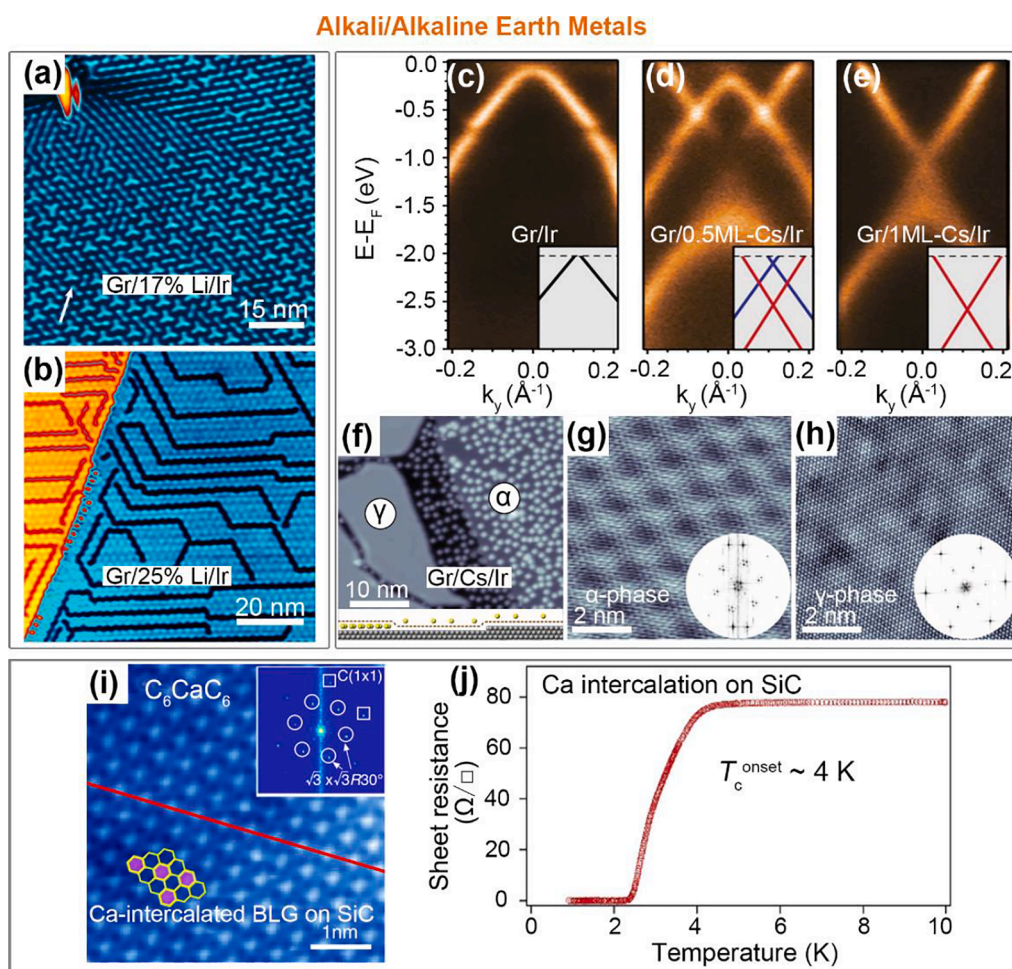 Alkali/Alkaline Earth Metals
(a)
Gr/17% Li/Ir
15 nm
(b)
Gr/25% Li/Ir
20 nm
(c)
(d)
(e)
E-E_F (eV)
0.0
-0.5
-1.0
-1.5
-2.0
-2.5
-3.0
Gr/Ir
Gr/0.5ML-Cs/Ir
Gr/1ML-Cs/Ir
-0.2 0 0.2
-0.2 0 0.2
-0.2 0 0.2
k_y (Å⁻¹)
k_y (Å⁻¹)
k_y (Å⁻¹)
(f)
γ
α
10 nm
Gr/Cs/Ir
(g)
α-phase
2 nm
(h)
γ-phase
2 nm
(i)
C₆CaC₆
C(1x1)
√3 x√3R30°
Ca-intercalated BLG on SiC
1nm
(j)
Ca intercalation on SiC
T_c^onset ~ 4 K
Sheet resistance
(Ω/□)
80
60
40
20
0
0 2 4 6 8 10
Temperature (K)